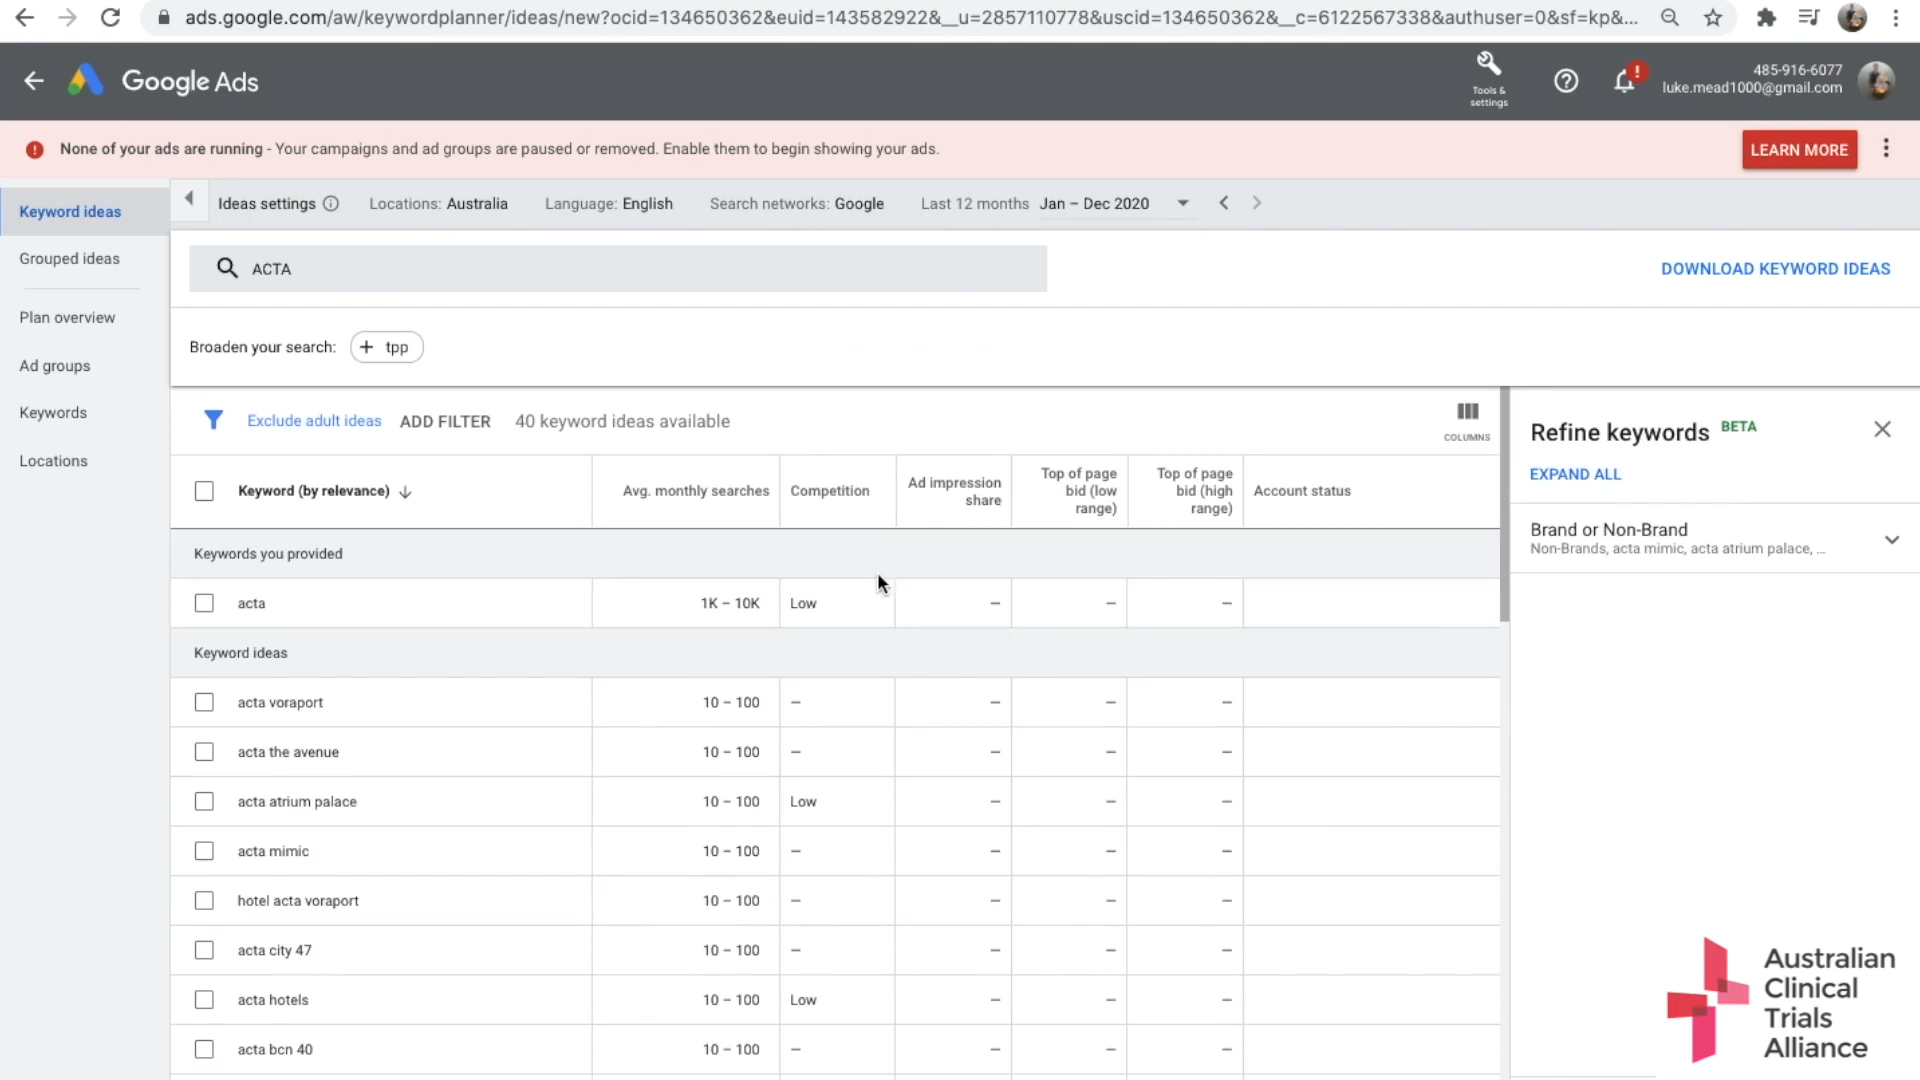 ads.google.com/aw/keywordplanner/ideas/new?ocid=134650362&euid=143582922&__u=2857110778&uscid=134650362&__c=6122567338&authuser=0&sf=kp&...
Google Ads
Tools &
settings
!
485-916-6077
luke.mead1000@gmail.com
None of your ads are running - Your campaigns and ad groups are paused or removed. Enable them to begin showing your ads.
LEARN MORE
Keyword ideas
Grouped ideas
Plan overview
Ad groups
Keywords
Locations
Ideas settings
Locations: Australia
Language: English
Search networks: Google
Last 12 months Jan – Dec 2020
ACTA
DOWNLOAD KEYWORD IDEAS
Broaden your search: + tpp
Exclude adult ideas ADD FILTER 40 keyword ideas available
COLUMNS
Keyword (by relevance) Avg. monthly searches Competition Ad impression share Top of page bid (low range) Top of page bid (high range) Account status
Keywords you provided
acta 1K – 10K Low – – –
Keyword ideas
acta voraport 10 – 100 – – – –
acta the avenue 10 – 100 – – – –
acta atrium palace 10 – 100 Low – – –
acta mimic 10 – 100 – – – –
hotel acta voraport 10 – 100 – – – –
acta city 47 10 – 100 – – – –
acta hotels 10 – 100 Low – – –
acta bcn 40 10 – 100 – – – –
Refine keywords BETA
EXPAND ALL
Brand or Non-Brand
Non-Brands, acta mimic, acta atrium palace, ...
Australian
Clinical
Trials
Alliance